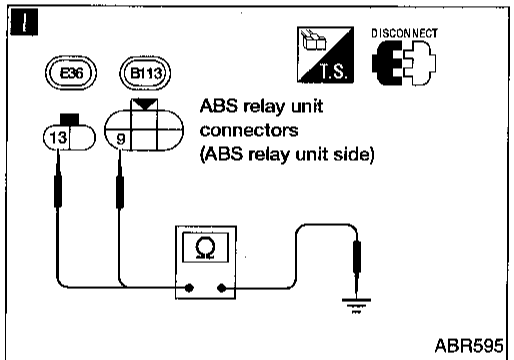 I
DISCONNECT
T.S.
E36
B113
ABS relay unit
connectors
(ABS relay unit side)
13
9
Ω
ABR595